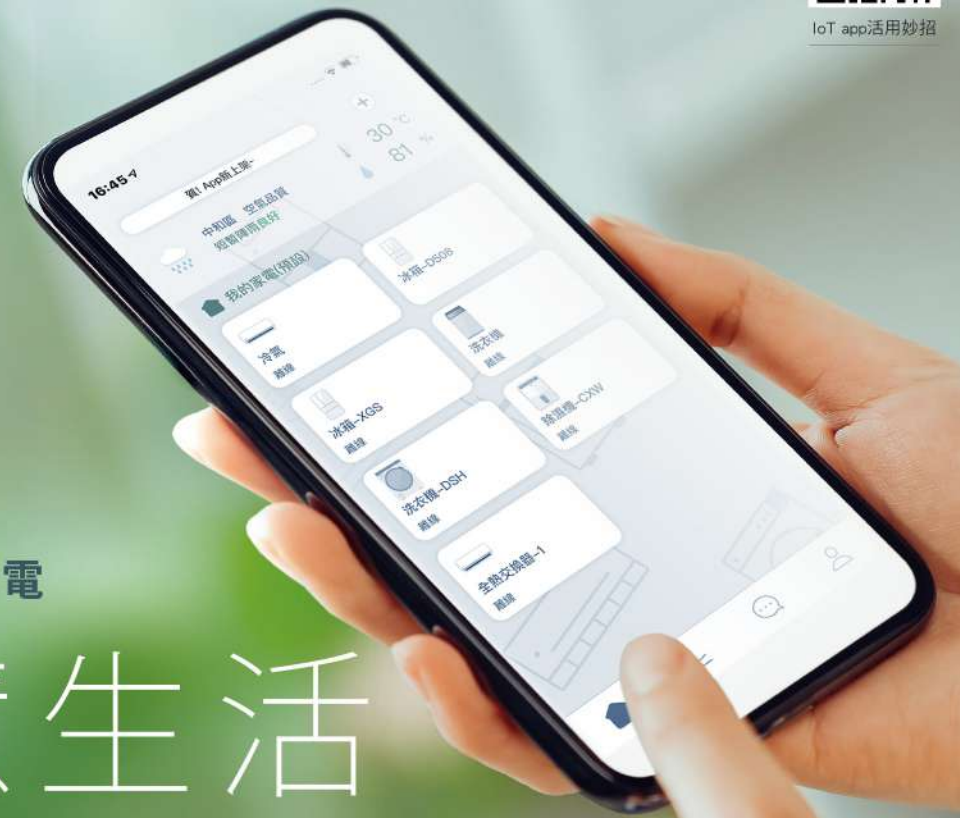 IoT app活用妙招
16:45
賀! App新上架~
30 °C
81 %
中和區 空氣品質
短暫陣雨良好
我的家電(預設)
冷氣
離線
冰箱-DS08
冰箱-XGS
離線
洗衣機
離線
洗衣機-DSH
離線
除濕機-CXW
離線
全熱交換器-1
離線
電
生活